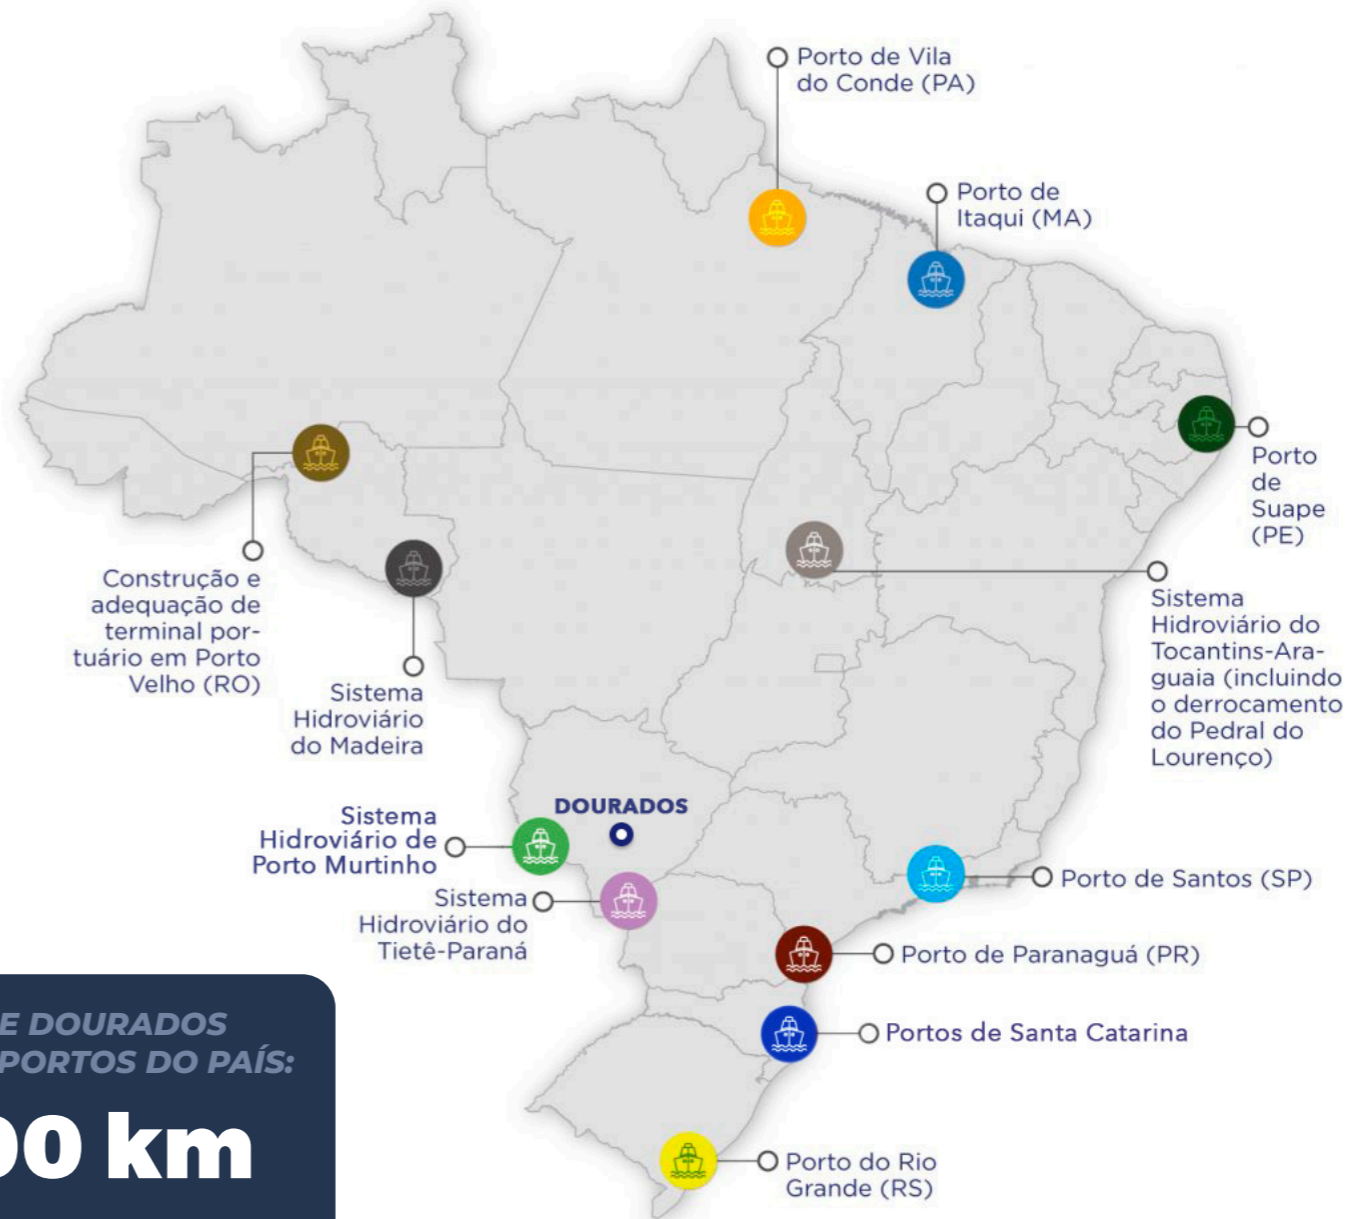 Porto de Vila
do Conde (PA)
Porto de
Itaqui (MA)
Porto
de
Suape
(PE)
Construção e
adequação de
terminal por-
tuário em Porto
Velho (RO)
Sistema
Hidroviário
do Madeira
Sistema
Hidroviário do
Tocantins-Ara-
guaia (incluindo
o derrocamento
do Pedral do
Lourenço)
DOURADOS
Sistema
Hidroviário de
Porto Murtinho
Sistema
Hidroviário do
Tietê-Paraná
Porto de Santos (SP)
Porto de Paranaguá (PR)
Portos de Santa Catarina
Porto do Rio
Grande (RS)
E DOURADOS
PORTOS DO PAÍS:
00 km